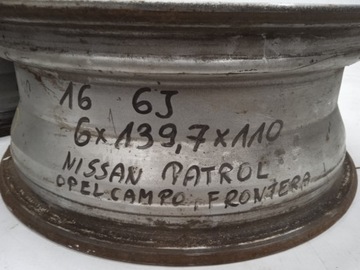 16 6J
6x139,7x110
NISSAN PATROL
OPEL CAMPO, FRONTERA